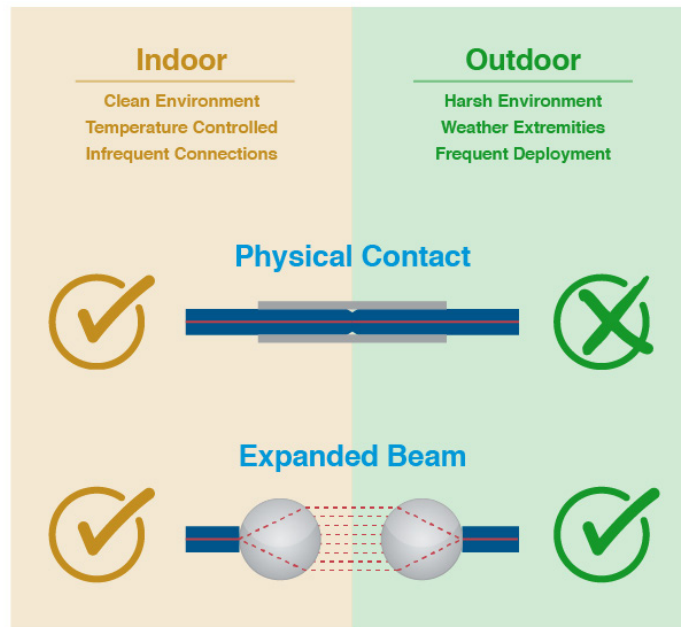 Indoor
Clean Environment
Temperature Controlled
Infrequent Connections
Outdoor
Harsh Environment
Weather Extremities
Frequent Deployment
Physical Contact
Expanded Beam